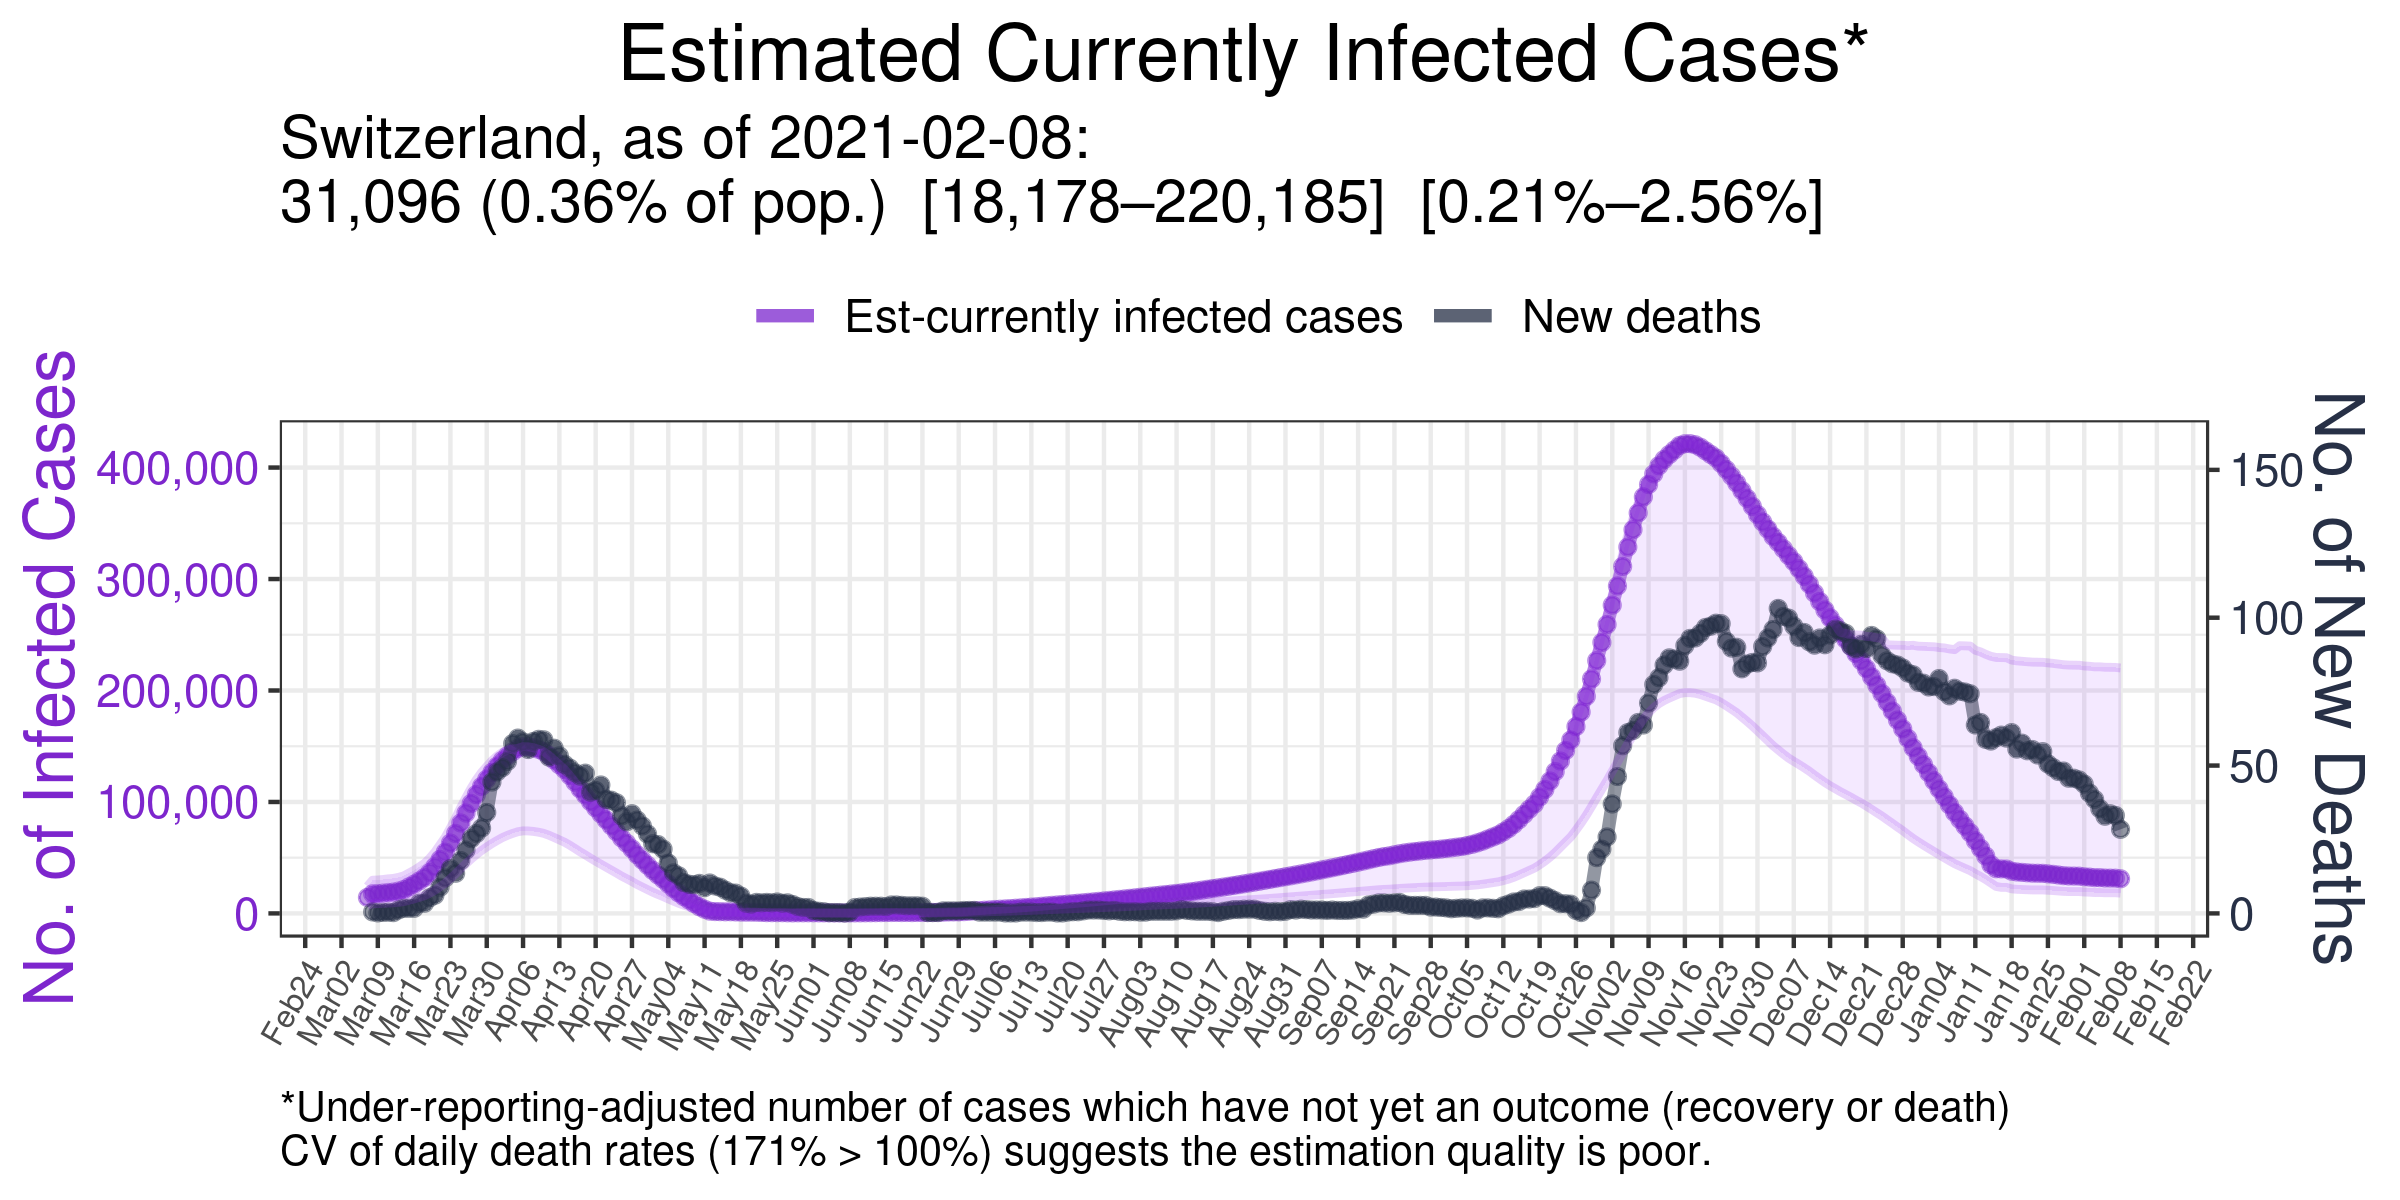 Estimated Currently Infected Cases*
Switzerland, as of 2021-02-08:
31,096 (0.36% of pop.)  [18,178–220,185]  [0.21%–2.56%]
Est-currently infected cases
New deaths
No. of Infected Cases
400,000
300,000
200,000
100,000
0
150
100
50
0
No. of New Deaths
Feb24
Mar02
Mar09
Mar16
Mar23
Mar30
Apr06
Apr13
Apr20
Apr27
May04
May11
May18
May25
Jun01
Jun08
Jun15
Jun22
Jun29
Jul06
Jul13
Jul20
Jul27
Aug03
Aug10
Aug17
Aug24
Aug31
Sep07
Sep14
Sep21
Sep28
Oct05
Oct12
Oct19
Oct26
Nov02
Nov09
Nov16
Nov23
Nov30
Dec07
Dec14
Dec21
Dec28
Jan04
Jan11
Jan18
Jan25
Feb01
Feb08
Feb15
Feb22
*Under-reporting-adjusted number of cases which have not yet an outcome (recovery or death)
CV of daily death rates (171% > 100%) suggests the estimation quality is poor.